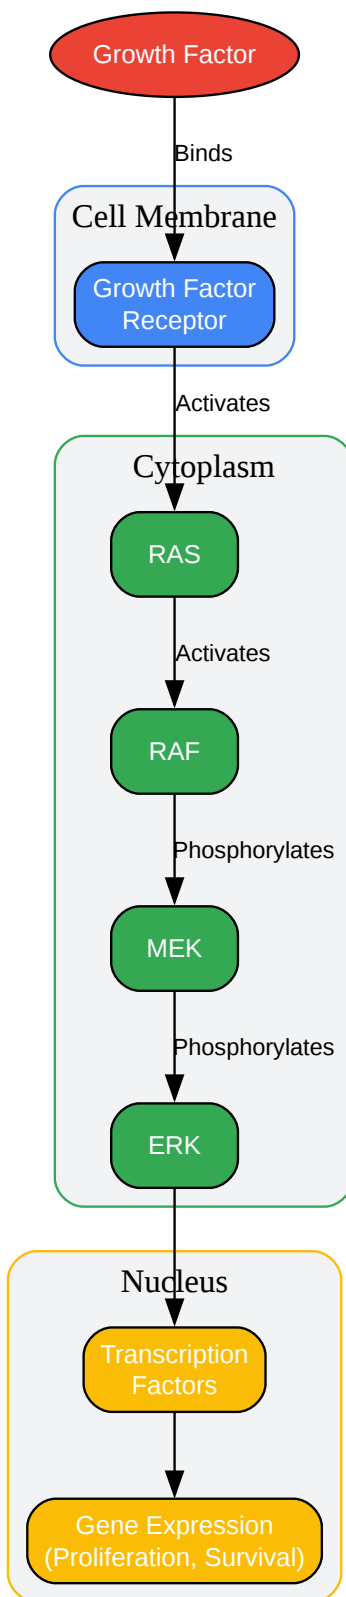 Growth Factor
Binds
Cell Membrane
Growth Factor
Receptor
Activates
Cytoplasm
RAS
Activates
RAF
Phosphorylates
MEK
Phosphorylates
ERK
Nucleus
Transcription
Factors
Gene Expression
(Proliferation, Survival)